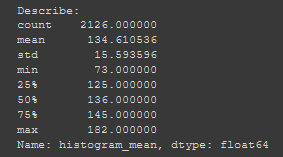 Describe:
count    2126.000000
mean      134.610536
std        15.593596
min        73.000000
25%       125.000000
50%       136.000000
75%       145.000000
max       182.000000
Name: histogram_mean, dtype: float64